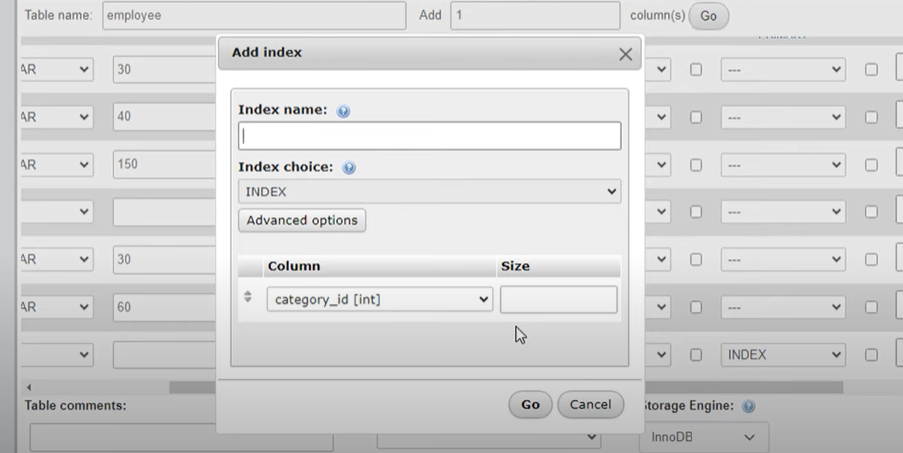 Table name: employee Add 1 column(s) Go
Add index
AR 30 ---
Index name:
AR 40 ---
AR 150 Index choice: ---
INDEX
Advanced options ---
AR 30 Column Size ---
category_id [int]
AR 60 ---
INDEX
Table comments: Go Cancel Storage Engine:
InnoDB